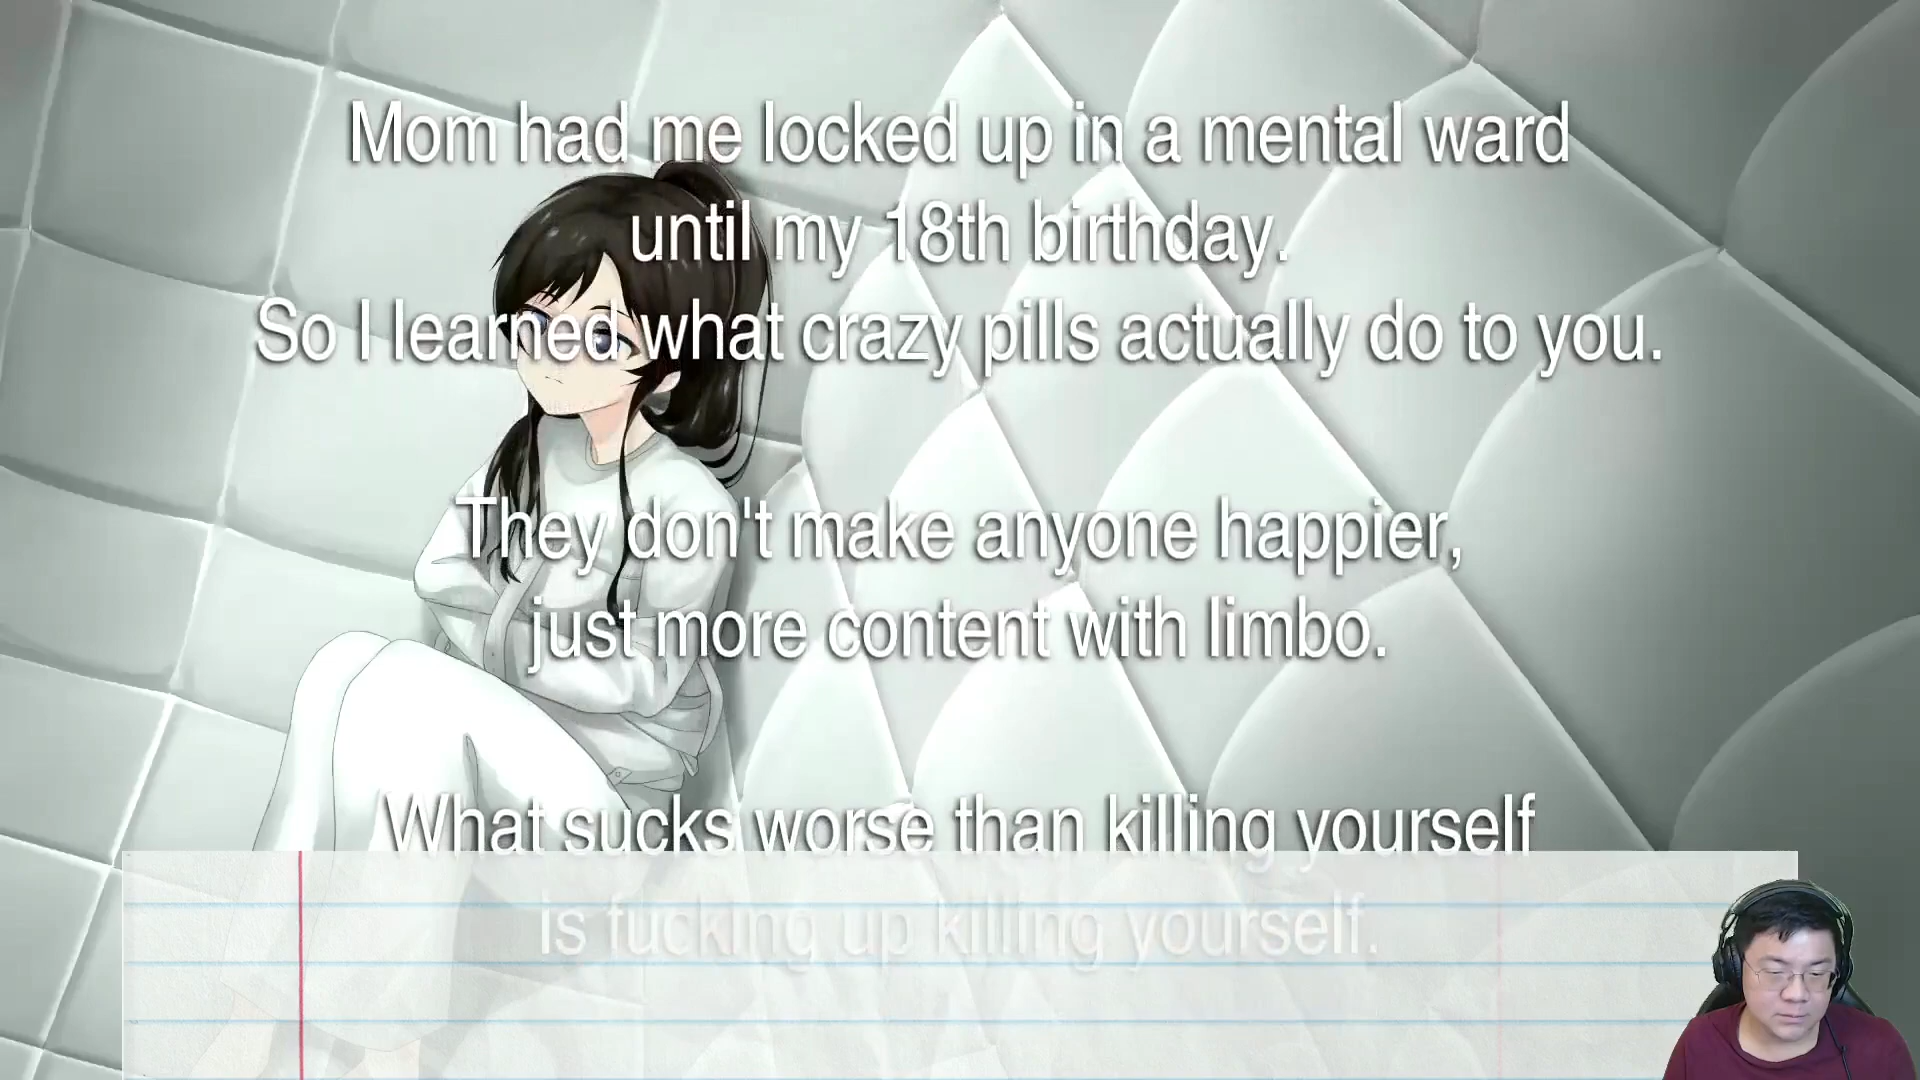 Mom had me locked up in a mental ward
until my 18th birthday.
So I learned what crazy pills actually do to you.
They don't make anyone happier,
just more content with limbo.
What sucks worse than killing yourself
is fucking up killing yourself.